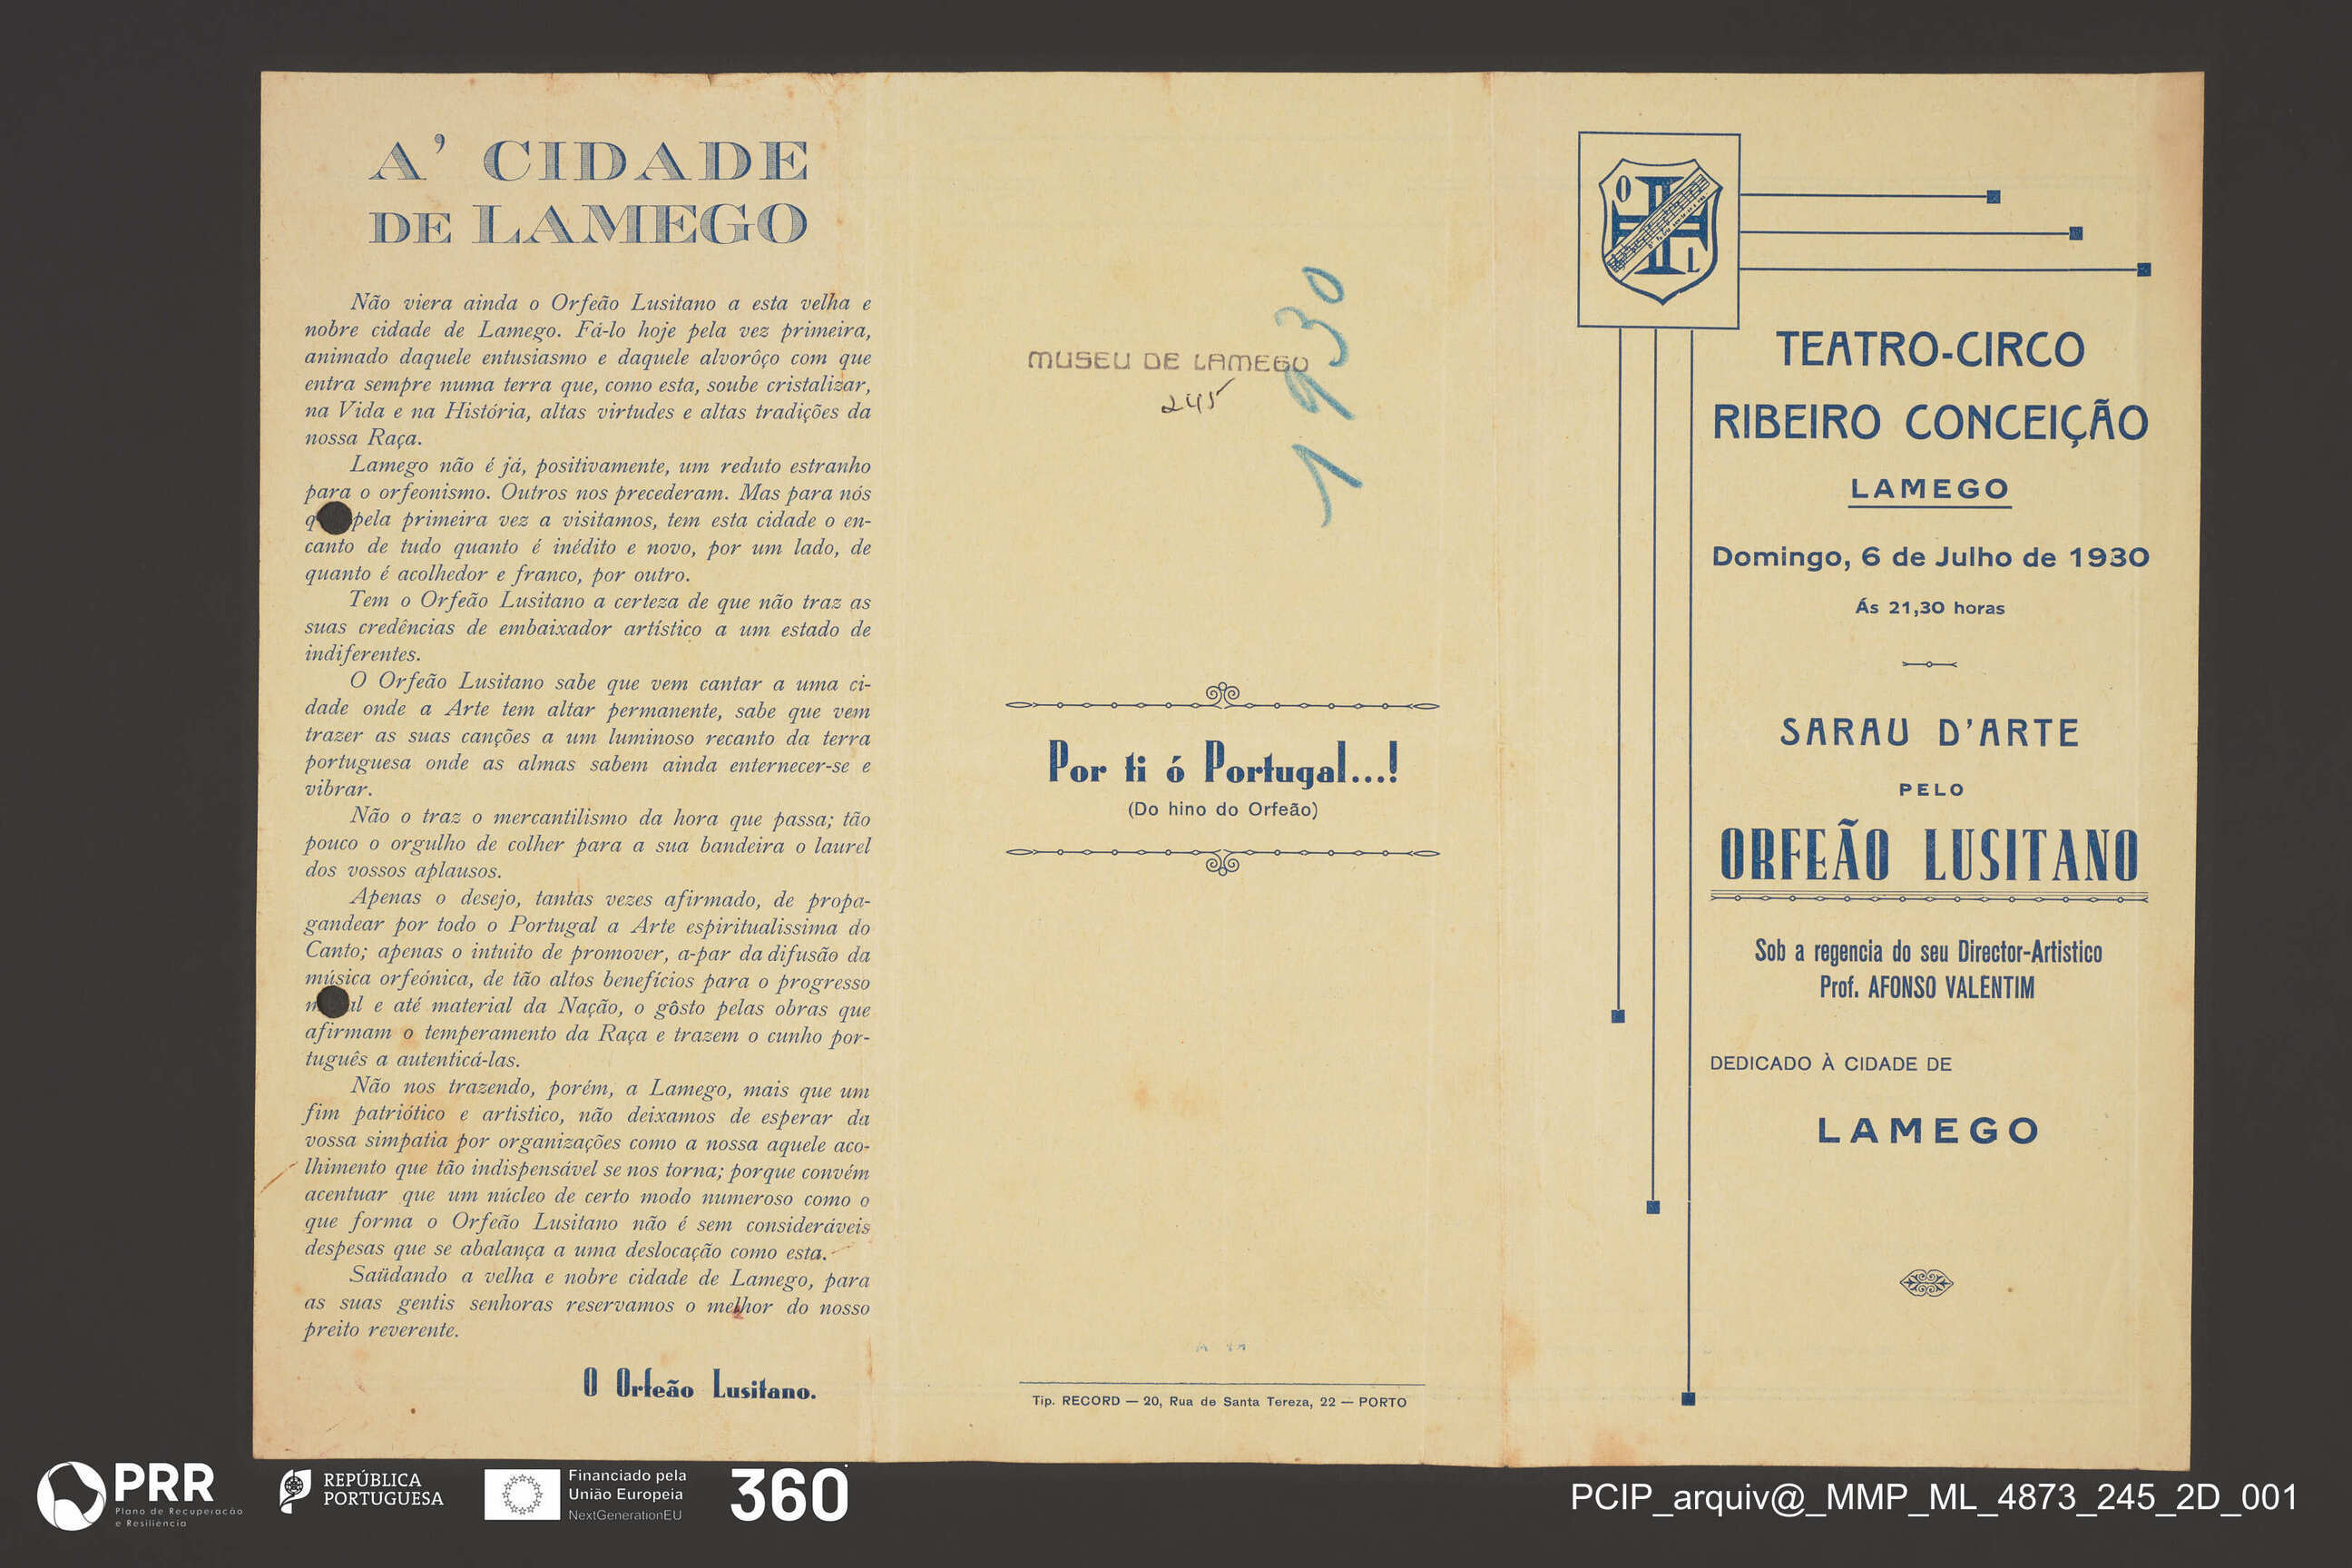 A' CIDADE
DE LAMEGO
Não viera ainda o Orfeão Lusitano a esta velha e
nobre cidade de Lamego. Fá-lo hoje pela vez primeira,
animado daquele entusiasmo e daquele alvorôço com que
entra sempre numa terra que, como esta, soube cristalizar,
na Vida e na História, altas virtudes e altas tradições da
nossa Raça.
Lamego não é já, positivamente, um reduto estranho
para o orfeonismo. Outros nos precederam. Mas para nós
pela primeira vez a visitamos, tem esta cidade o en-
canto de tudo quanto é inédito e novo, por um lado, de
quanto é acolhedor e franco, por outro.
Tem o Orfeão Lusitano a certeza de que não traz as
suas credências de embaixador artístico a um estado de
indiferentes.
O Orfeão Lusitano sabe que vem cantar a uma ci-
dade onde a Arte tem altar permanente, sabe que vem
trazer as suas canções a um luminoso recanto da terra
portuguesa onde as almas sabem ainda enternecer-se e
vibrar.
Não o traz o mercantilismo da hora que passa; tão
pouco o orgulho de colher para a sua bandeira o laurel
dos vossos aplausos.
Apenas o desejo, tantas vezes afirmado, de propa-
gandear por todo o Portugal a Arte espiritualissima do
Canto; apenas o intuito de promover, a-par da difusão da
música orfeónica, de tão altos benefícios para o progresso
e até material da Nação, o gôsto pelas obras que
afirmam o temperamento da Raça e trazem o cunho por-
tuguês a autenticá-las.
Não nos trazendo, porém, a Lamego, mais que um
fim patriótico e artistico, não deixamos de esperar da
vossa simpatia por organizações como a nossa aquele aco-
lhimento que tão indispensável se nos torna; porque convém
acentuar que um núcleo de certo modo numeroso como o
que forma o Orfeão Lusitano não é sem consideráveis
despesas que se abalança a uma deslocação como esta.
Saüdando a velha e nobre cidade de Lamego, para
as suas gentis senhoras reservamos o melhor do nosso
preito reverente.
O Orfeão Lusitano.
1930
MUSEU DE LAMEGO
245
Por ti ó Portugal...!
(Do hino do Orfeão)
Tip. RECORD — 20, Rua de Santa Tereza, 22 — PORTO
O L
TEATRO-CIRCO
RIBEIRO CONCEIÇÃO
LAMEGO
Domingo, 6 de Julho de 1930
Ás 21,30 horas
SARAU D'ARTE
PELO
ORFEÃO LUSITANO
Sob a regencia do seu Director-Artistico
Prof. AFONSO VALENTIM
DEDICADO À CIDADE DE
LAMEGO
PRR
Plano de Recuperação
e Resiliência
REPÚBLICA
PORTUGUESA
Financiado pela
União Europeia
NextGenerationEU
360
PCIP_arquiv@_MMP_ML_4873_245_2D_001